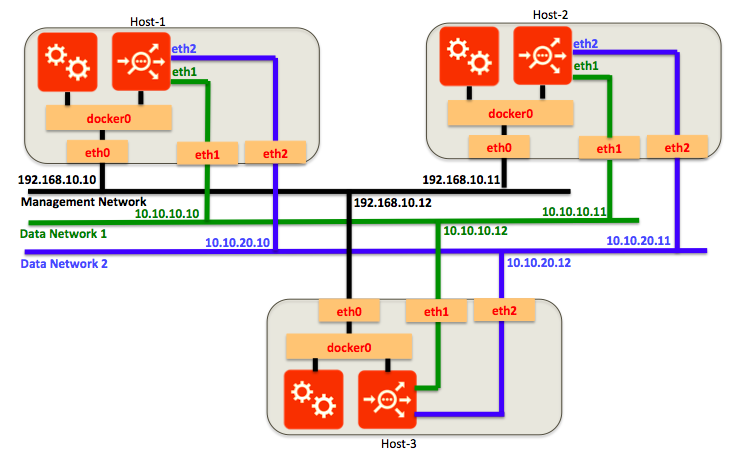 Host-1
eth2
eth1
docker0
eth0
eth1
eth2
Host-2
eth2
eth1
docker0
eth0
eth1
eth2
192.168.10.10
192.168.10.11
Management Network
192.168.10.12
10.10.10.10
10.10.10.11
Data Network 1
10.10.10.12
10.10.20.10
10.10.20.11
Data Network 2
10.10.20.12
eth0
eth1
eth2
docker0
Host-3